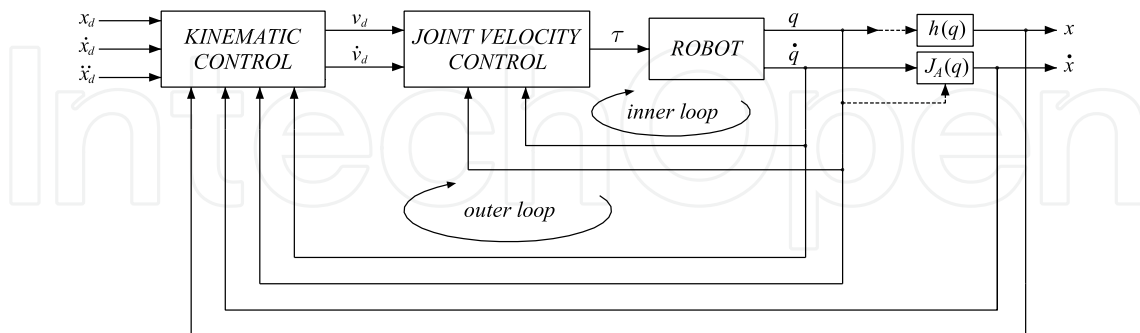 x_d
ẋ_d
ẍ_d
KINEMATIC
CONTROL
v_d
v̇_d
JOINT VELOCITY
CONTROL
τ
ROBOT
q
q̇
h(q)
J_A(q)
x
ẋ
inner loop
outer loop
IntechOpen